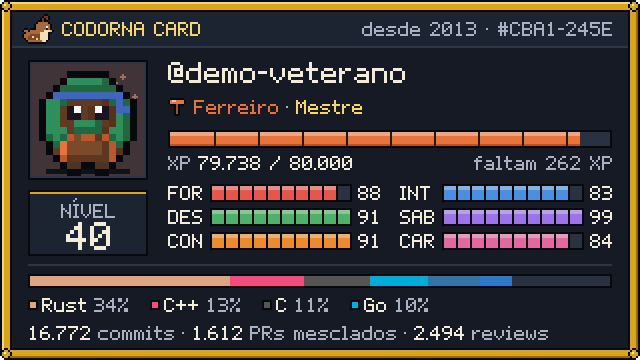 CODORNA CARD
desde 2013 · #CBA1-245E
@demo-veterano
Ferreiro · Mestre
XP 79.738 / 80.000
faltam 262 XP
FOR 88 INT 83
DES 91 SAB 99
CON 91 CAR 84
NÍVEL
40
Rust 34% C++ 13% C 11% Go 10%
16.772 commits · 1.612 PRs mesclados · 2.494 reviews